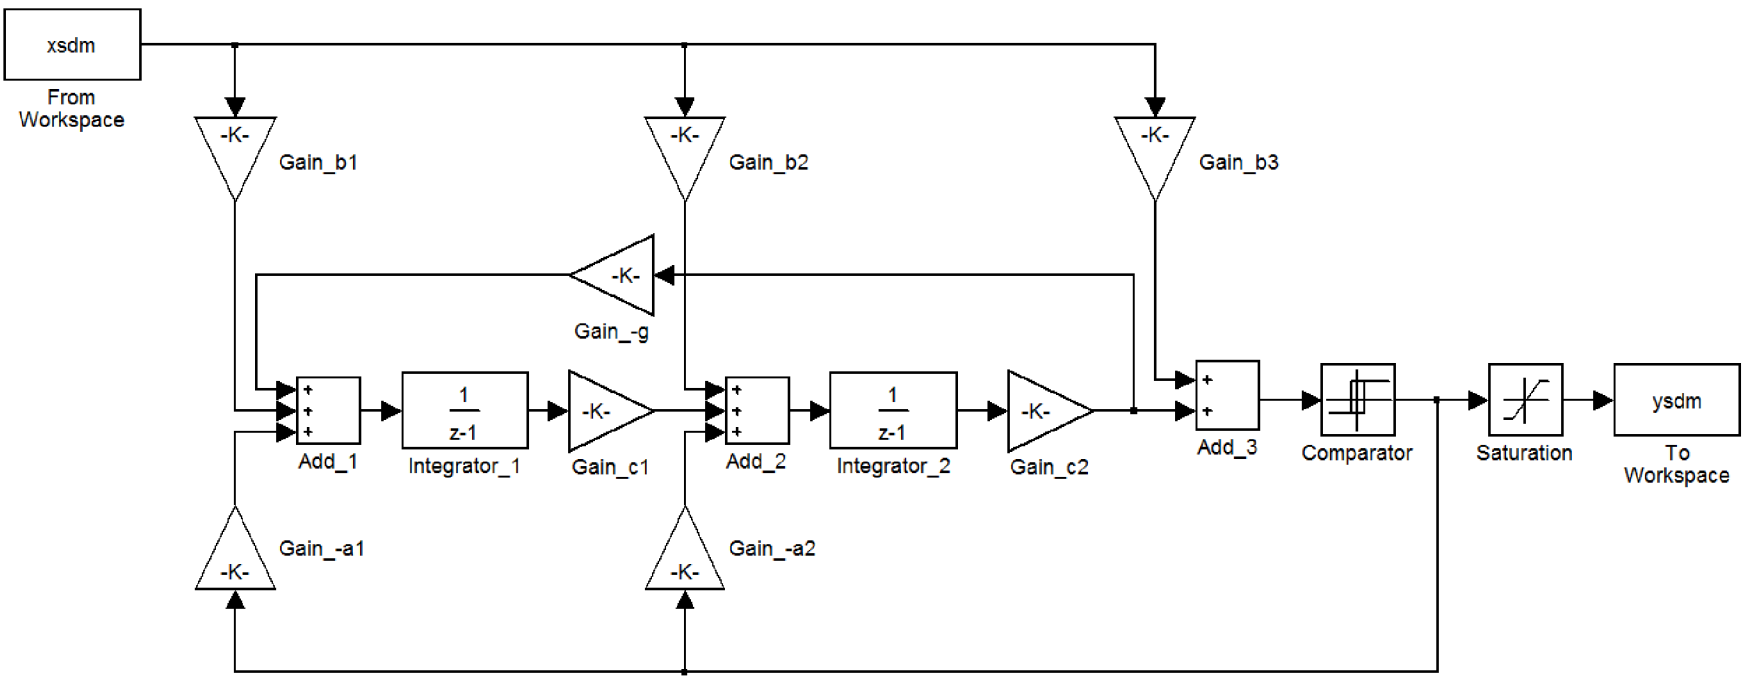 xsdm
From
Workspace
-K-
Gain_b1
-K-
Gain_b2
-K-
Gain_b3
-K-
Gain_-g
+
+
+
Add_1
1
z-1
Integrator_1
-K-
Gain_c1
+
+
+
Add_2
1
z-1
Integrator_2
-K-
Gain_c2
+
+
Add_3
Comparator
Saturation
ysdm
To
Workspace
-K-
Gain_-a1
-K-
Gain_-a2